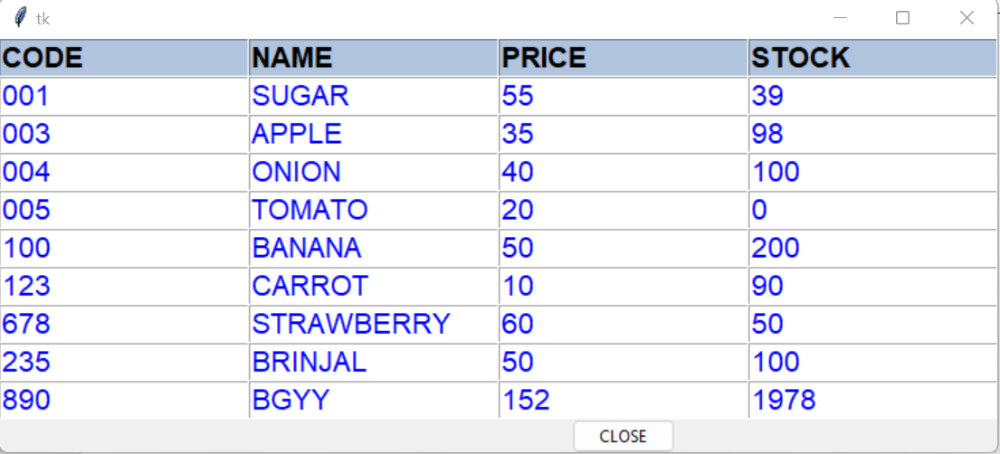 tk
CODE NAME PRICE STOCK
001 SUGAR 55 39
003 APPLE 35 98
004 ONION 40 100
005 TOMATO 20 0
100 BANANA 50 200
123 CARROT 10 90
678 STRAWBERRY 60 50
235 BRINJAL 50 100
890 BGYY 152 1978
CLOSE